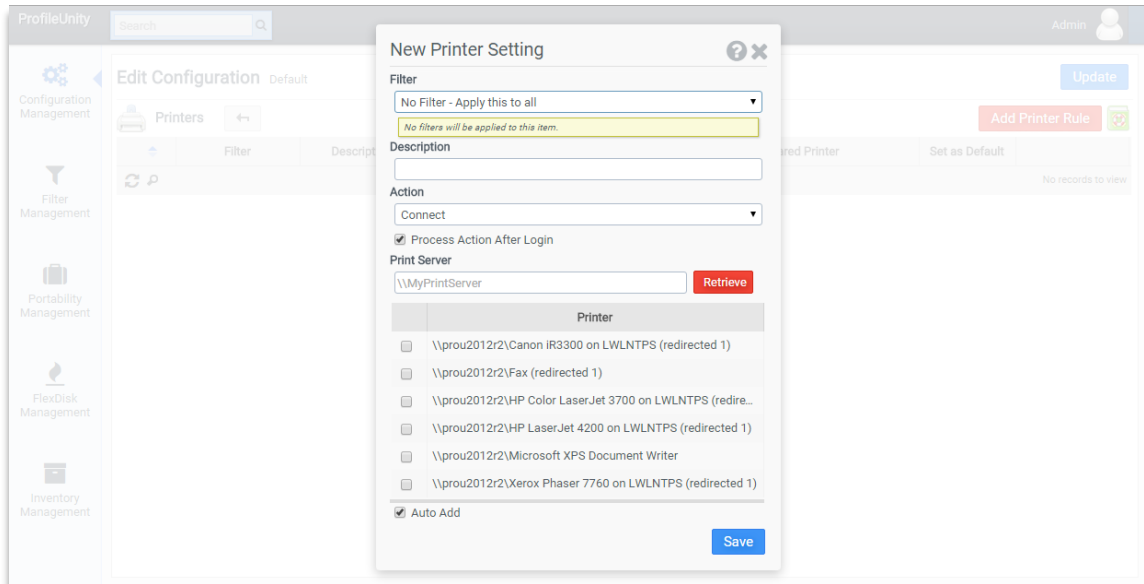 ProfileUnity
Search
Admin
Configuration
Management
Filter
Management
Portability
Management
FlexDisk
Management
Inventory
Management
Edit Configuration Default
Update
Printers
Add Printer Rule
Filter
Descript
ared Printer
Set as Default
No records to view
New Printer Setting
Filter
No Filter - Apply this to all
No filters will be applied to this item.
Description
Action
Connect
Process Action After Login
Print Server
\\MyPrintServer
Retrieve
Printer
\\prou2012r2\Canon iR3300 on LWLNTPS (redirected 1)
\\prou2012r2\Fax (redirected 1)
\\prou2012r2\HP Color LaserJet 3700 on LWLNTPS (redire...
\\prou2012r2\HP LaserJet 4200 on LWLNTPS (redirected 1)
\\prou2012r2\Microsoft XPS Document Writer
\\prou2012r2\Xerox Phaser 7760 on LWLNTPS (redirected 1)
Auto Add
Save